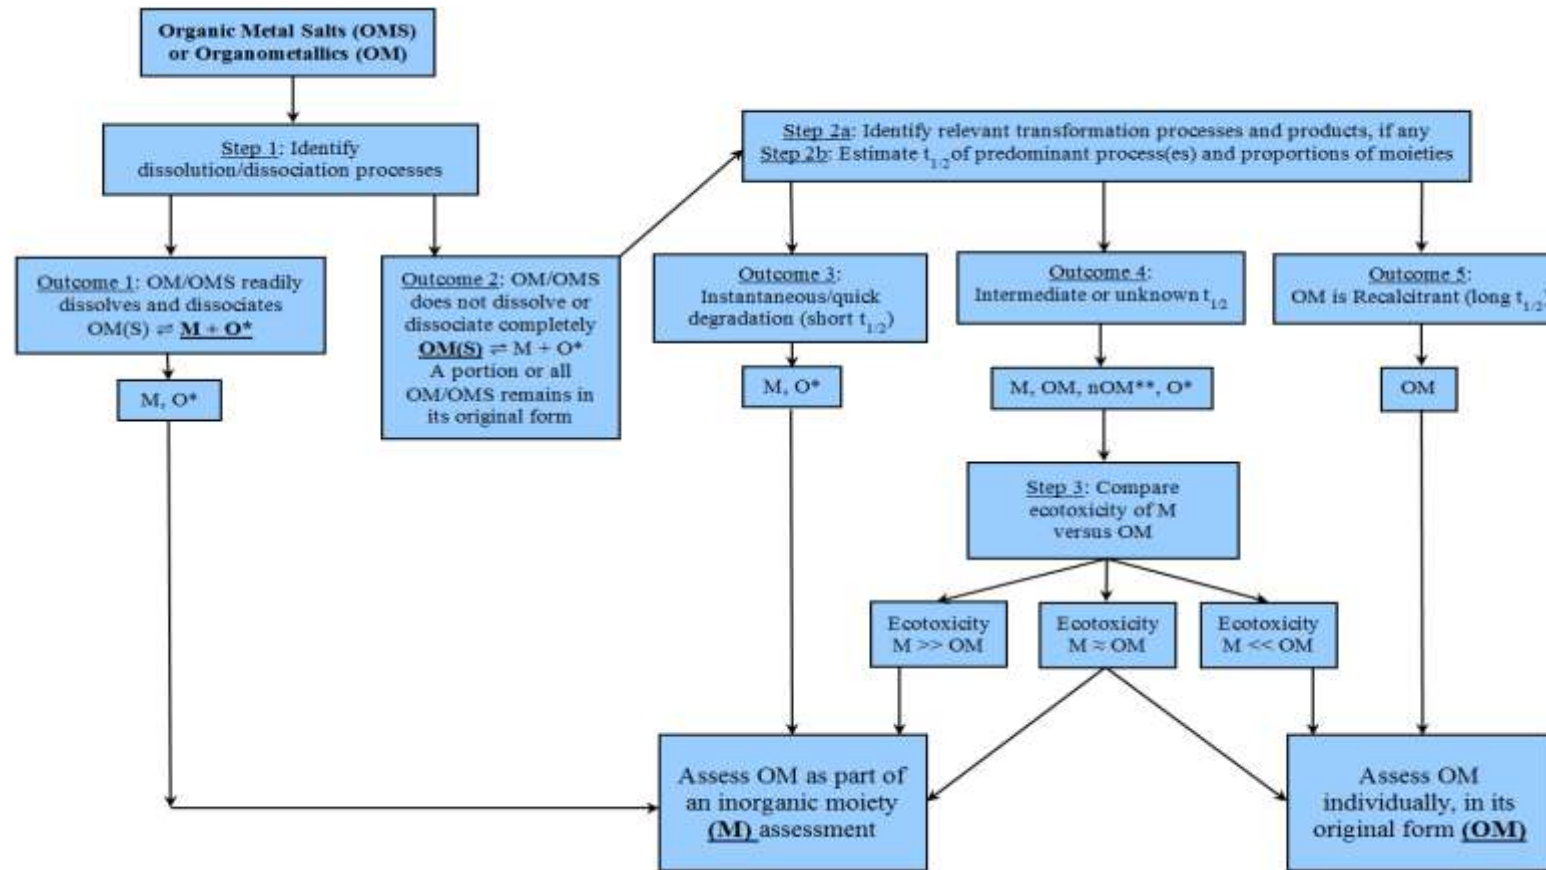 Organic Metal Salts (OMS)
or Organometallics (OM)
Step 1: Identify
dissolution/dissociation processes
Step 2a: Identify relevant transformation processes and products, if any
Step 2b: Estimate t1/2 of predominant process(es) and proportions of moieties
Outcome 1: OM/OMS readily
dissolves and dissociates
OM(S) ⇌ M + O*
Outcome 2: OM/OMS
does not dissolve or
dissociate completely
OM(S) ⇌ M + O*
A portion or all
OM/OMS remains in
its original form
Outcome 3:
Instantaneous/quick
degradation (short t1/2)
Outcome 4:
Intermediate or unknown t1/2
Outcome 5:
OM is Recalcitrant (long t1/2)
M, O*
M, O*
M, OM, nOM**, O*
OM
Step 3: Compare
ecotoxicity of M
versus OM
Ecotoxicity
M >> OM
Ecotoxicity
M ≈ OM
Ecotoxicity
M << OM
Assess OM as part of
an inorganic moiety
(M) assessment
Assess OM
individually, in its
original form (OM)